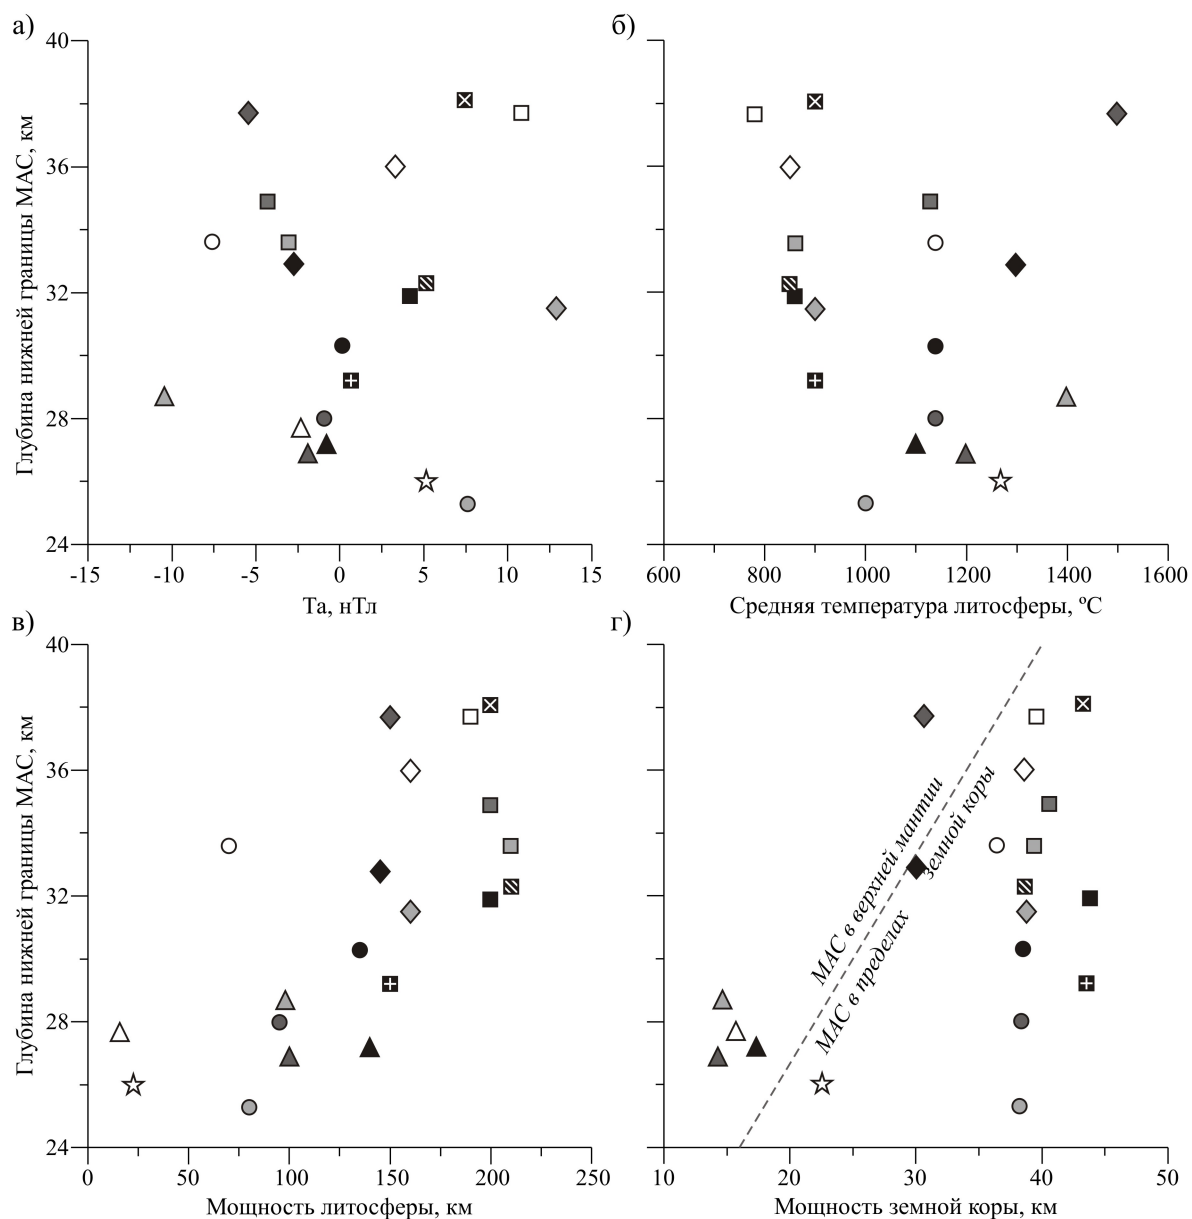 а)
40
36
32
28
24
Глубина нижней границы МАС, км
-15 -10 -5 0 5 10 15
Та, нТл
б)
600 800 1000 1200 1400 1600
Средняя температура литосферы, ºС
в)
40
36
32
28
24
Глубина нижней границы МАС, км
0 50 100 150 200 250
Мощность литосферы, км
г)
МАС в верхней мантии
МАС в пределах
земной коры
10 20 30 40 50
Мощность земной коры, км